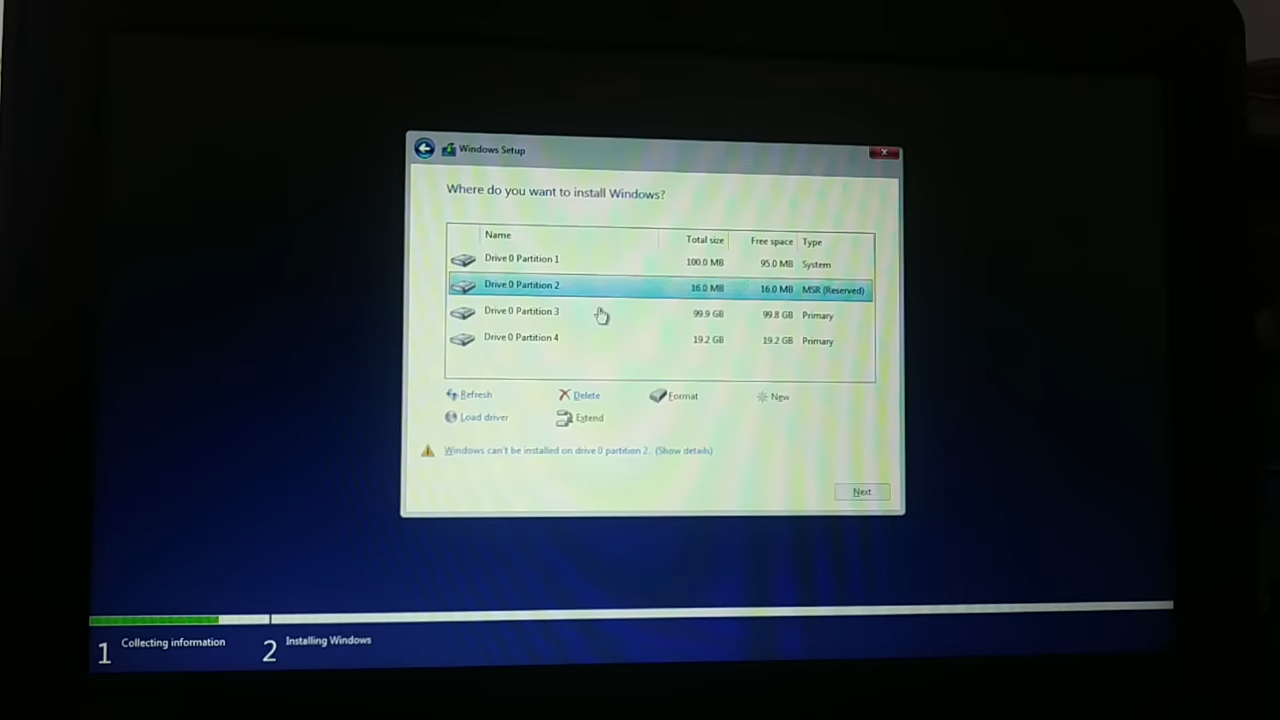 Windows Setup
Where do you want to install Windows?
Name Total size Free space Type
Drive 0 Partition 1 100.0 MB 95.0 MB System
Drive 0 Partition 2 16.0 MB 16.0 MB MSR (Reserved)
Drive 0 Partition 3 99.9 GB 99.8 GB Primary
Drive 0 Partition 4 19.2 GB 19.2 GB Primary
Refresh Delete Format New
Load driver Extend
Windows can't be installed on drive 0 partition 2. (Show details)
Next
1 Collecting information 2 Installing Windows